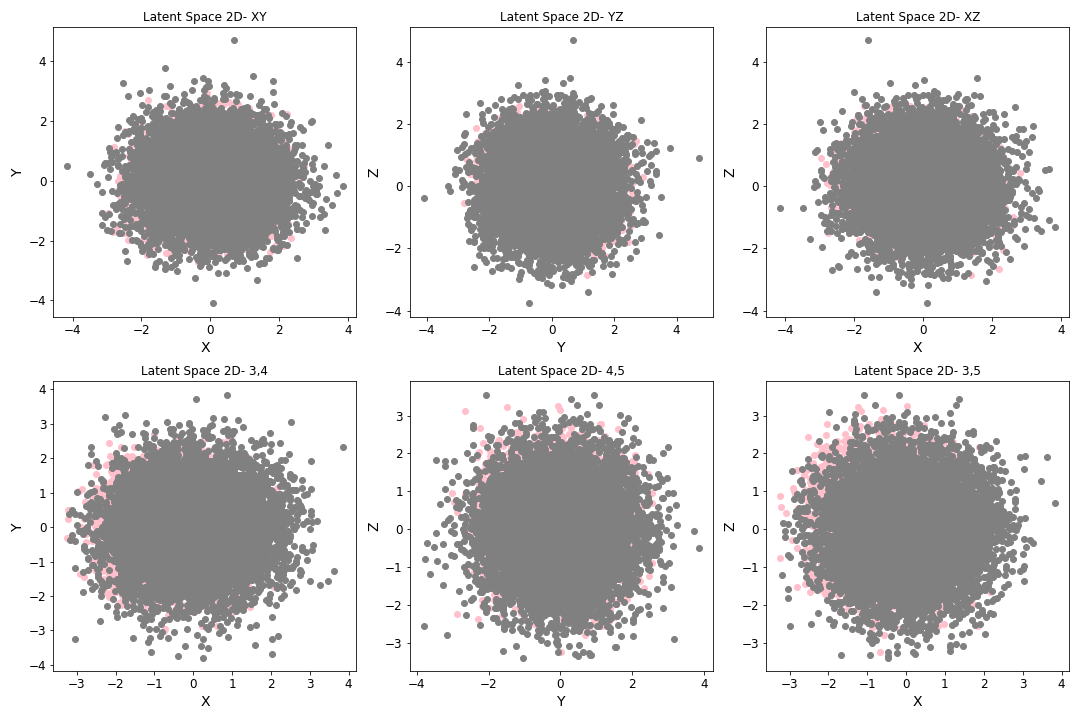 Latent Space 2D- XY
Latent Space 2D- YZ
Latent Space 2D- XZ
4
2
0
−2
−4
Y
−4 −2 0 2 4
X
4
2
0
−2
−4
Z
−4 −2 0 2 4
Y
4
2
0
−2
−4
Z
−4 −2 0 2 4
X
Latent Space 2D- 3,4
Latent Space 2D- 4,5
Latent Space 2D- 3,5
4
3
2
1
0
−1
−2
−3
−4
Y
−3 −2 −1 0 1 2 3 4
X
3
2
1
0
−1
−2
−3
Z
−4 −2 0 2 4
Y
3
2
1
0
−1
−2
−3
Z
−3 −2 −1 0 1 2 3 4
X